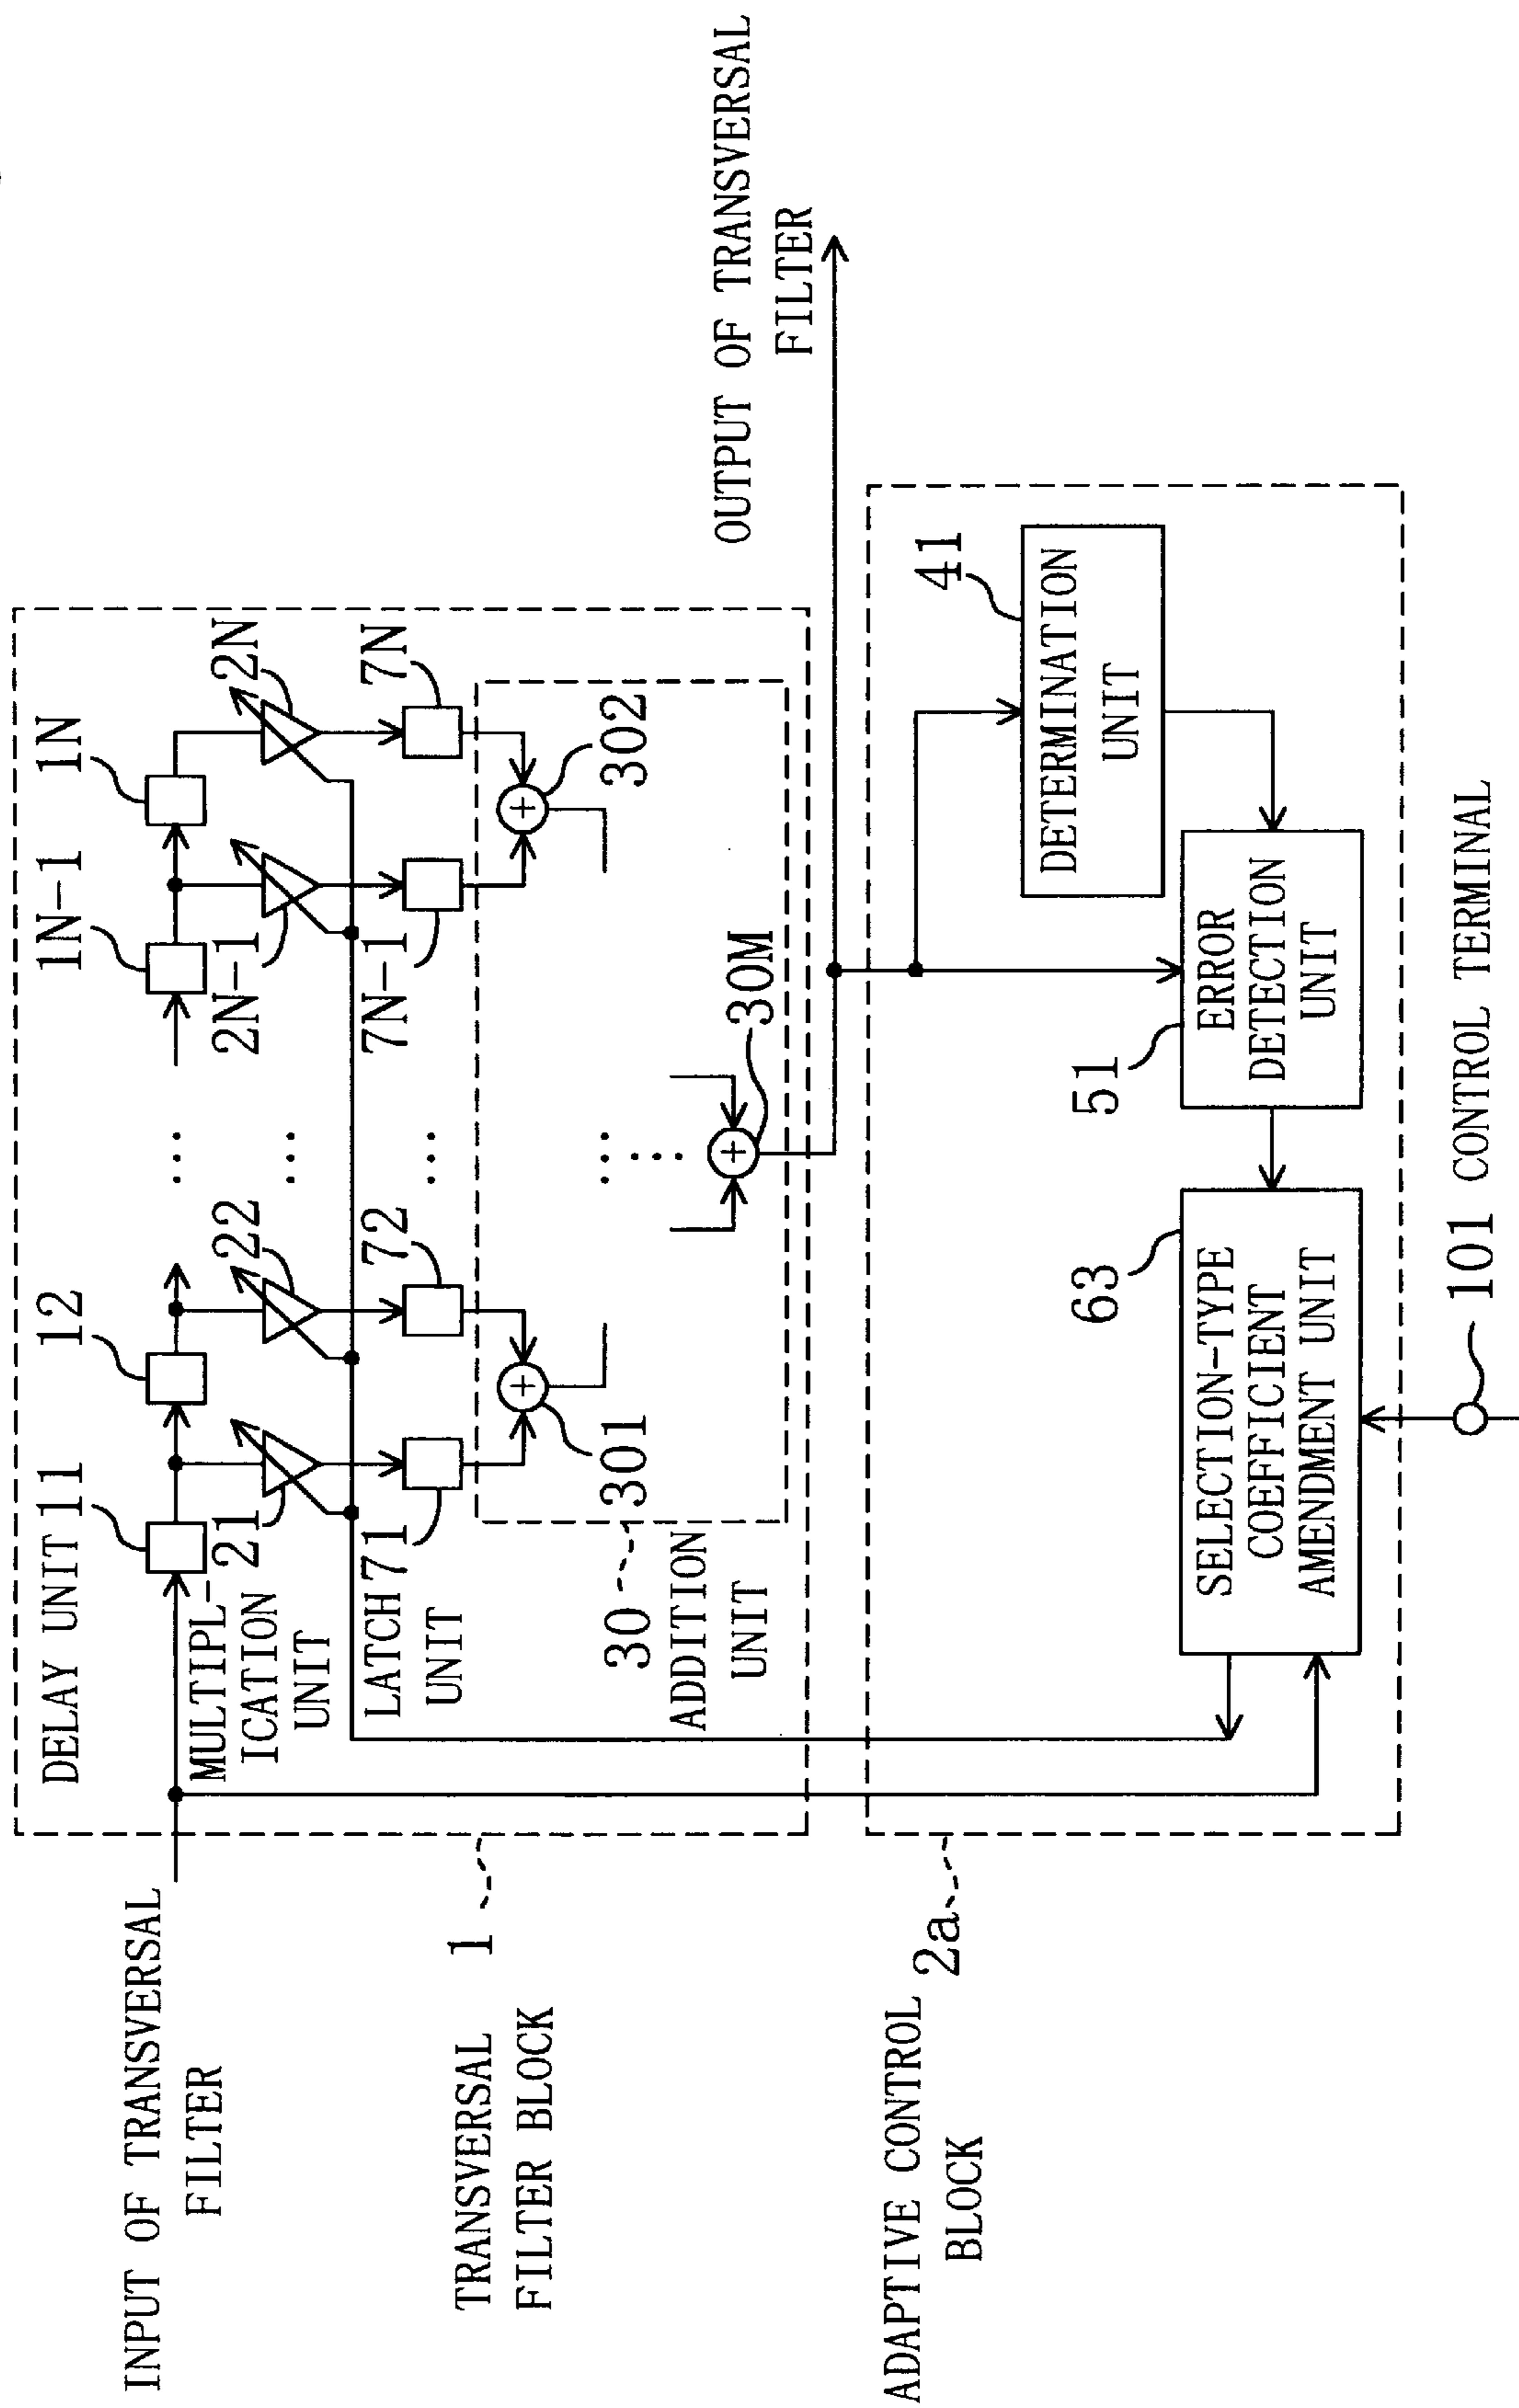 INPUT OF TRANSVERSAL
FILTER
TRANSVERSAL
FILTER BLOCK
1
ADAPTIVE CONTROL
BLOCK
2a
DELAY UNIT
11
12
1N-1
1N
MULTIPL-
ICATION
UNIT
21
22
2N-1
2N
LATCH
UNIT
71
72
7N-1
7N
30
ADDITION
UNIT
301
302
30M
OUTPUT OF TRANSVERSAL
FILTER
41
DETERMINATION
UNIT
51
ERROR
DETECTION
UNIT
63
SELECTION-TYPE
COEFFICIENT
AMENDMENT UNIT
101 CONTROL TERMINAL